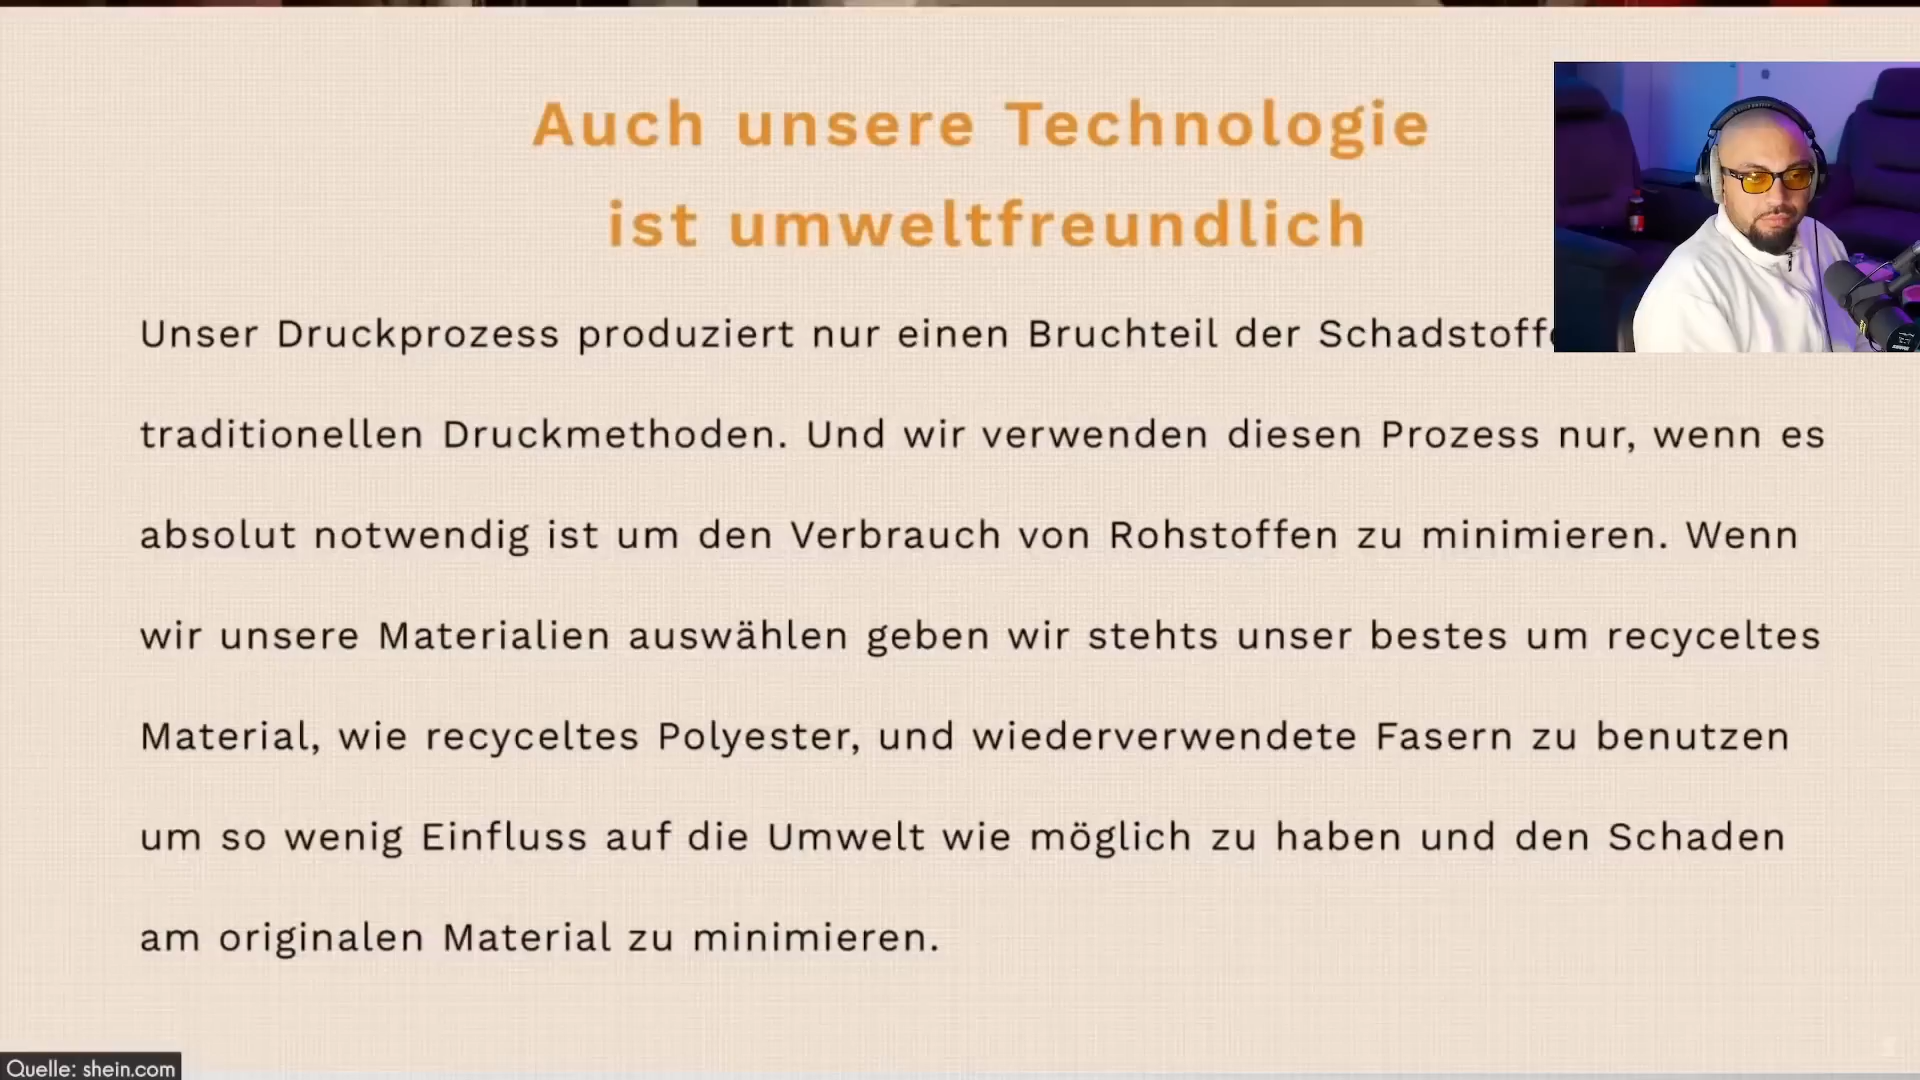 Auch unsere Technologie
ist umweltfreundlich
Unser Druckprozess produziert nur einen Bruchteil der
traditionellen Druckmethoden. Und wir verwenden diesen Prozess nur, wenn es
absolut notwendig ist um den Verbrauch von Rohstoffen zu minimieren. Wenn
wir unsere Materialien auswählen geben wir stehts unser bestes um recyceltes
Material, wie recyceltes Polyester, und wiederverwendete Fasern zu benutzen
um so wenig Einfluss auf die Umwelt wie möglich zu haben und den Schaden
am originalen Material zu minimieren.
Quelle: shein.com